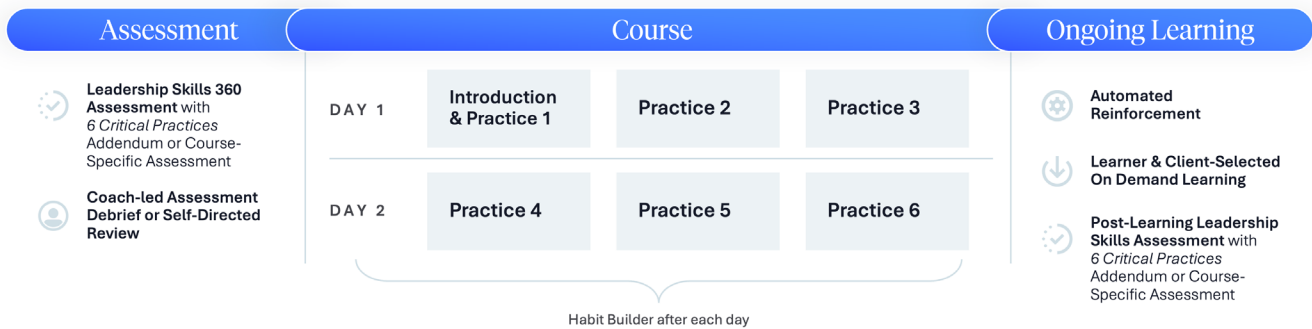 Assessment
Course
Ongoing Learning
Leadership Skills 360
Assessment with
6 Critical Practices
Addendum or Course-
Specific Assessment
Coach-led Assessment
Debrief or Self-Directed
Review
DAY 1
Introduction
& Practice 1
Practice 2
Practice 3
DAY 2
Practice 4
Practice 5
Practice 6
Habit Builder after each day
Automated
Reinforcement
Learner & Client-Selected
On Demand Learning
Post-Learning Leadership
Skills Assessment with
6 Critical Practices
Addendum or Course-
Specific Assessment